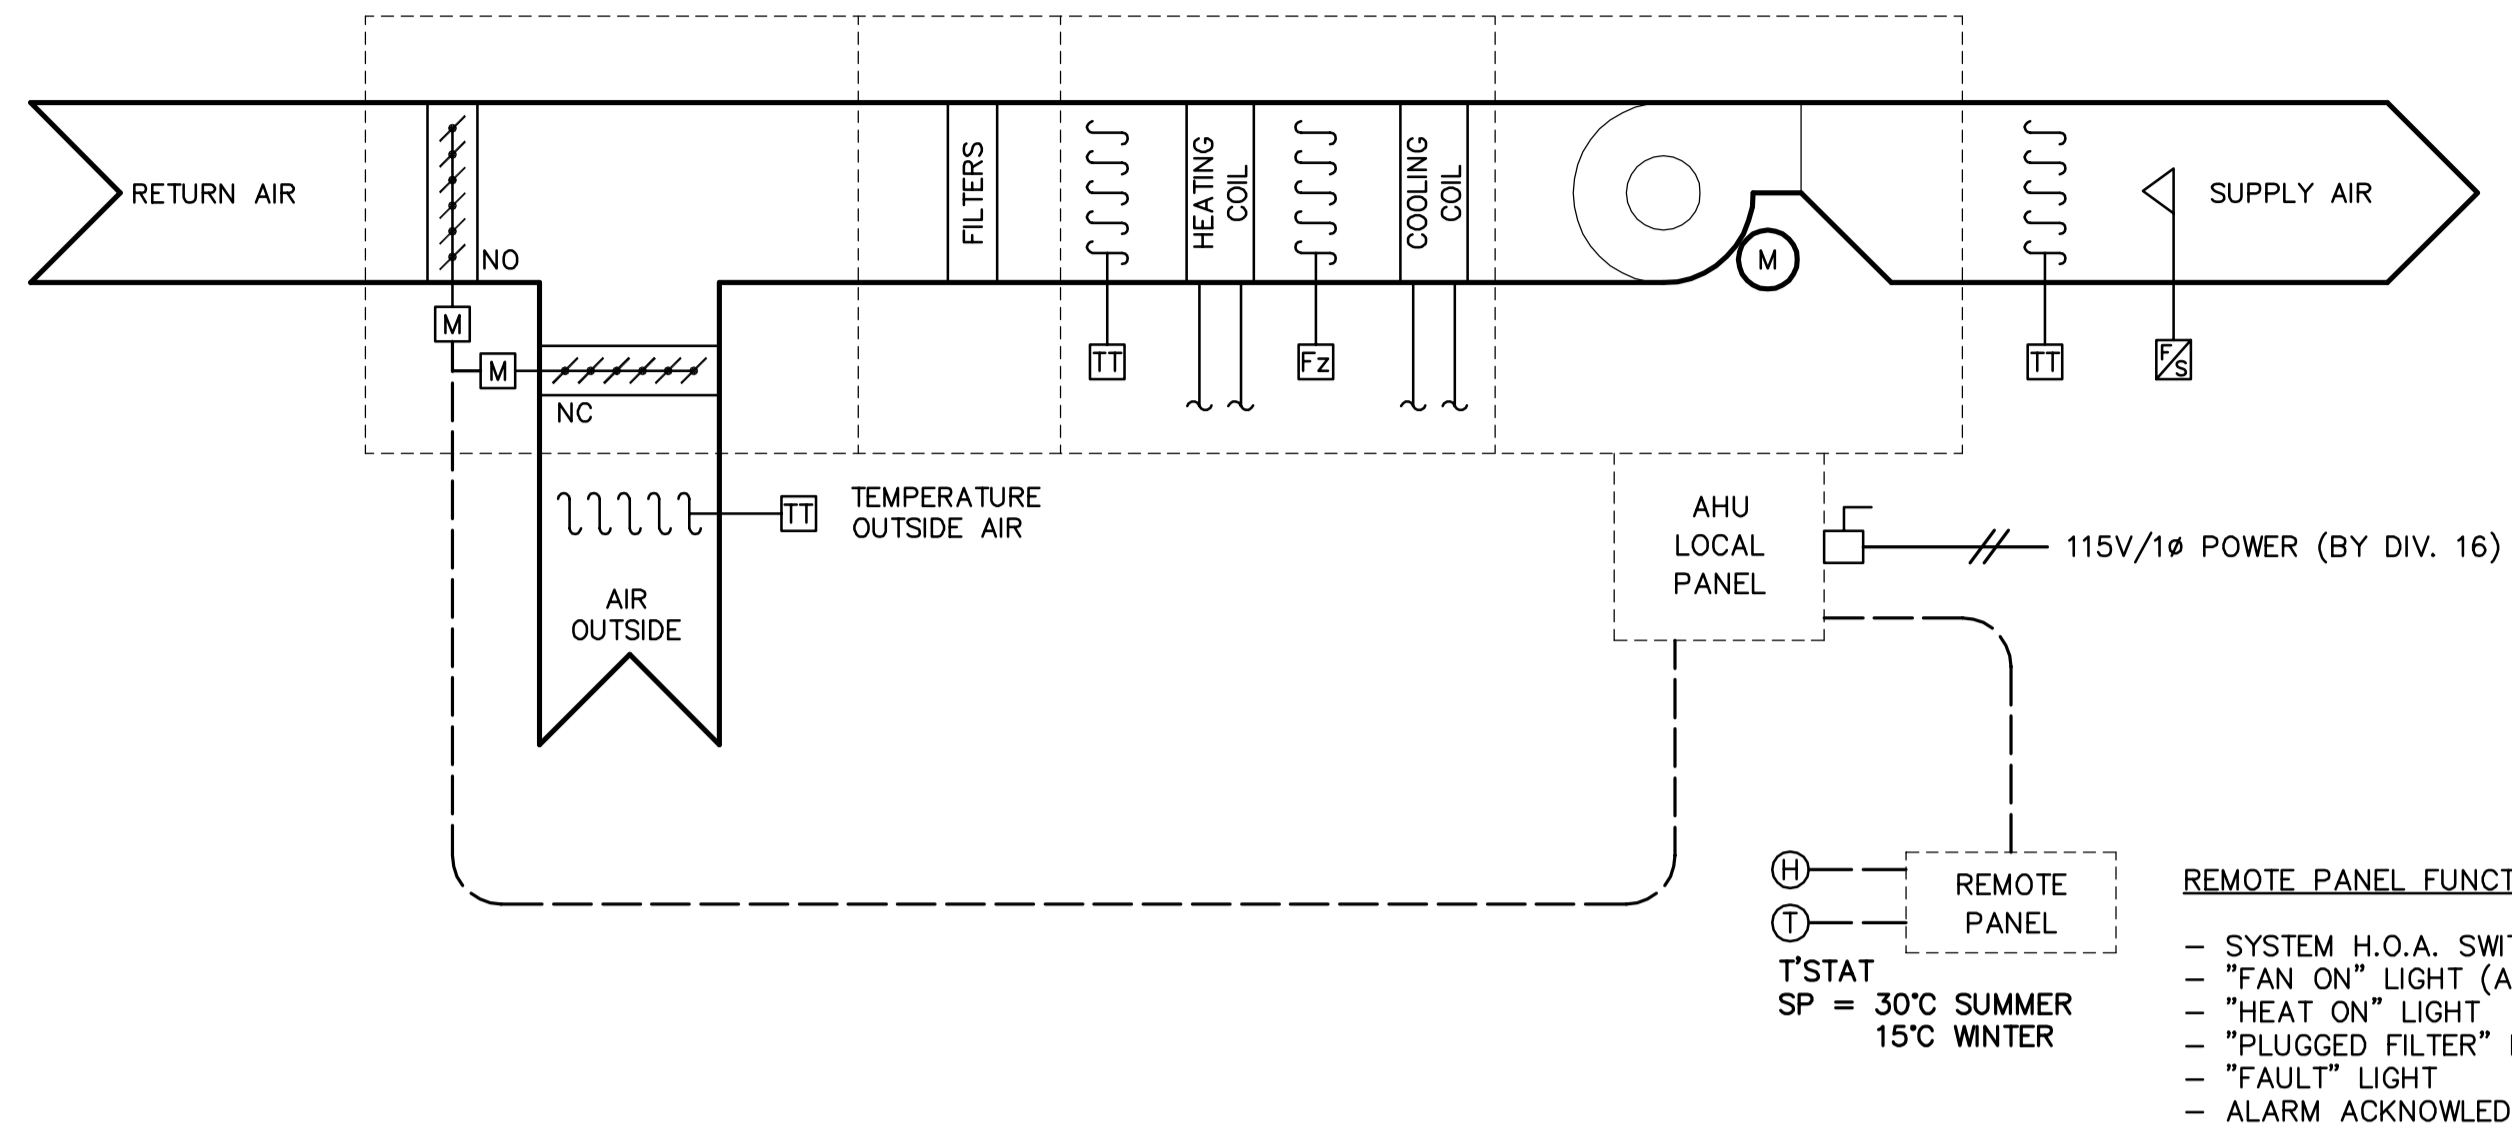 RETURN AIR
NO
M
M
NC
FILTERS
HEATING
COIL
COOLING
COIL
M
SUPPLY AIR
TT
Fz
TT
F/S
TT
TEMPERATURE
OUTSIDE AIR
AIR
OUTSIDE
AHU
LOCAL
PANEL
115V/1ø POWER (BY DIV. 16)
H
T
REMOTE
PANEL
T'STAT
SP = 30°C SUMMER
15°C WINTER
REMOTE PANEL FUNCT
- SYSTEM H.O.A. SWI
- "FAN ON" LIGHT (A
- "HEAT ON" LIGHT
- "PLUGGED FILTER"
- "FAULT" LIGHT
- ALARM ACKNOWLED